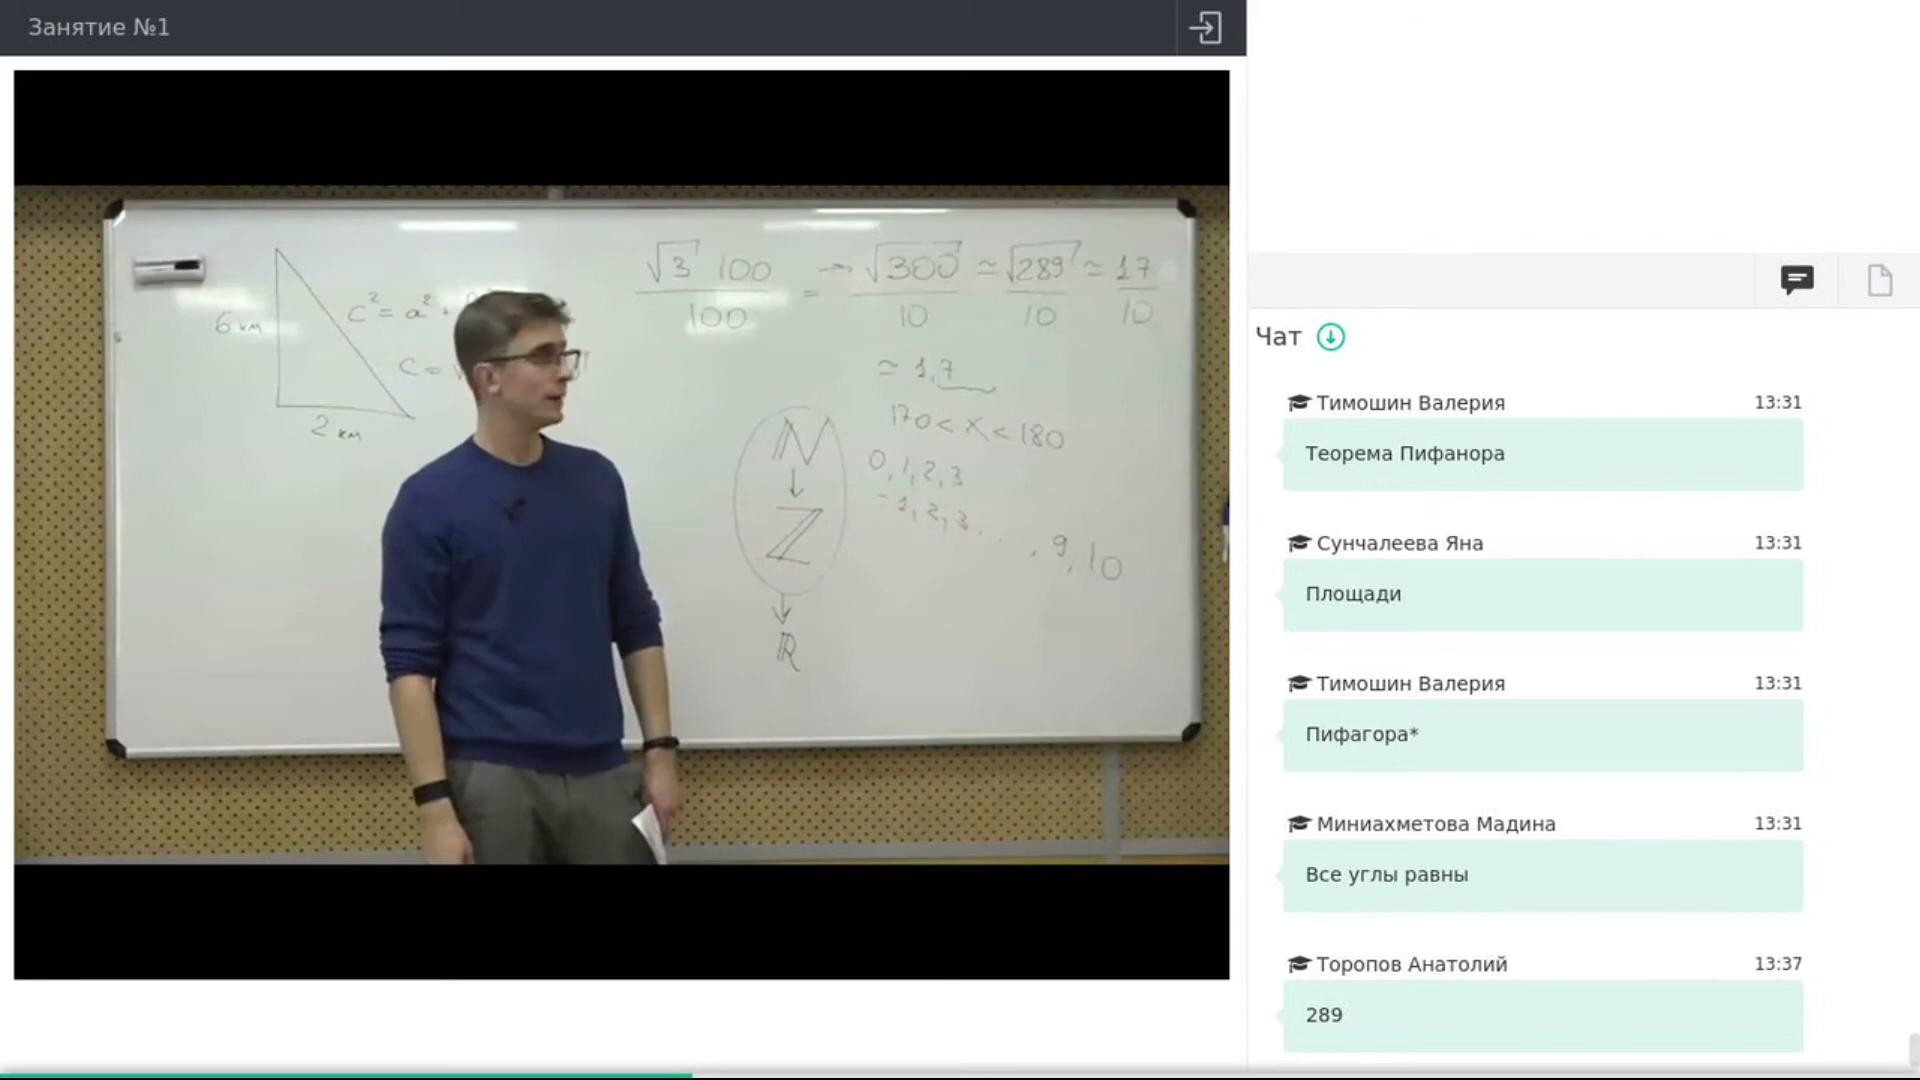 Занятие №1
6 км
c² = a² +
c =
2 км
√3 100 / 100 = √300 / 10 ≃ √289 / 10 ≃ 17 / 10
≃ 1,7
170 < x < 180
N
0, 1, 2, 3
Z
-1, 2, 3 . . . , 9, 10
R
Чат
Тимошин Валерия 13:31
Теорема Пифанора
Сунчалеева Яна 13:31
Площади
Тимошин Валерия 13:31
Пифагора*
Миниахметова Мадина 13:31
Все углы равны
Торопов Анатолий 13:37
289